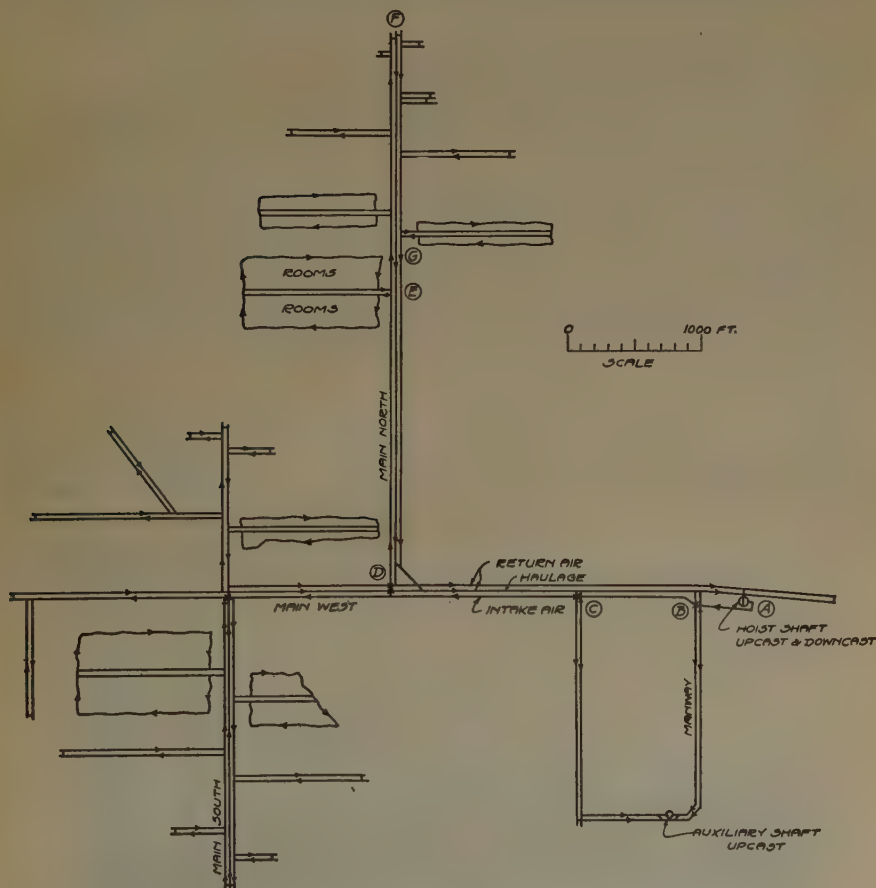 F
G
E
ROOMS
ROOMS
0 1000 FT.
SCALE
MAIN NORTH
D
RETURN AIR
HAULAGE
MAIN WEST
INTAKE AIR
C
B
A
HOIST SHAFT
UPCAST & DOWNCAST
MANWAY
MAIN SOUTH
AUXILIARY SHAFT
UPCAST